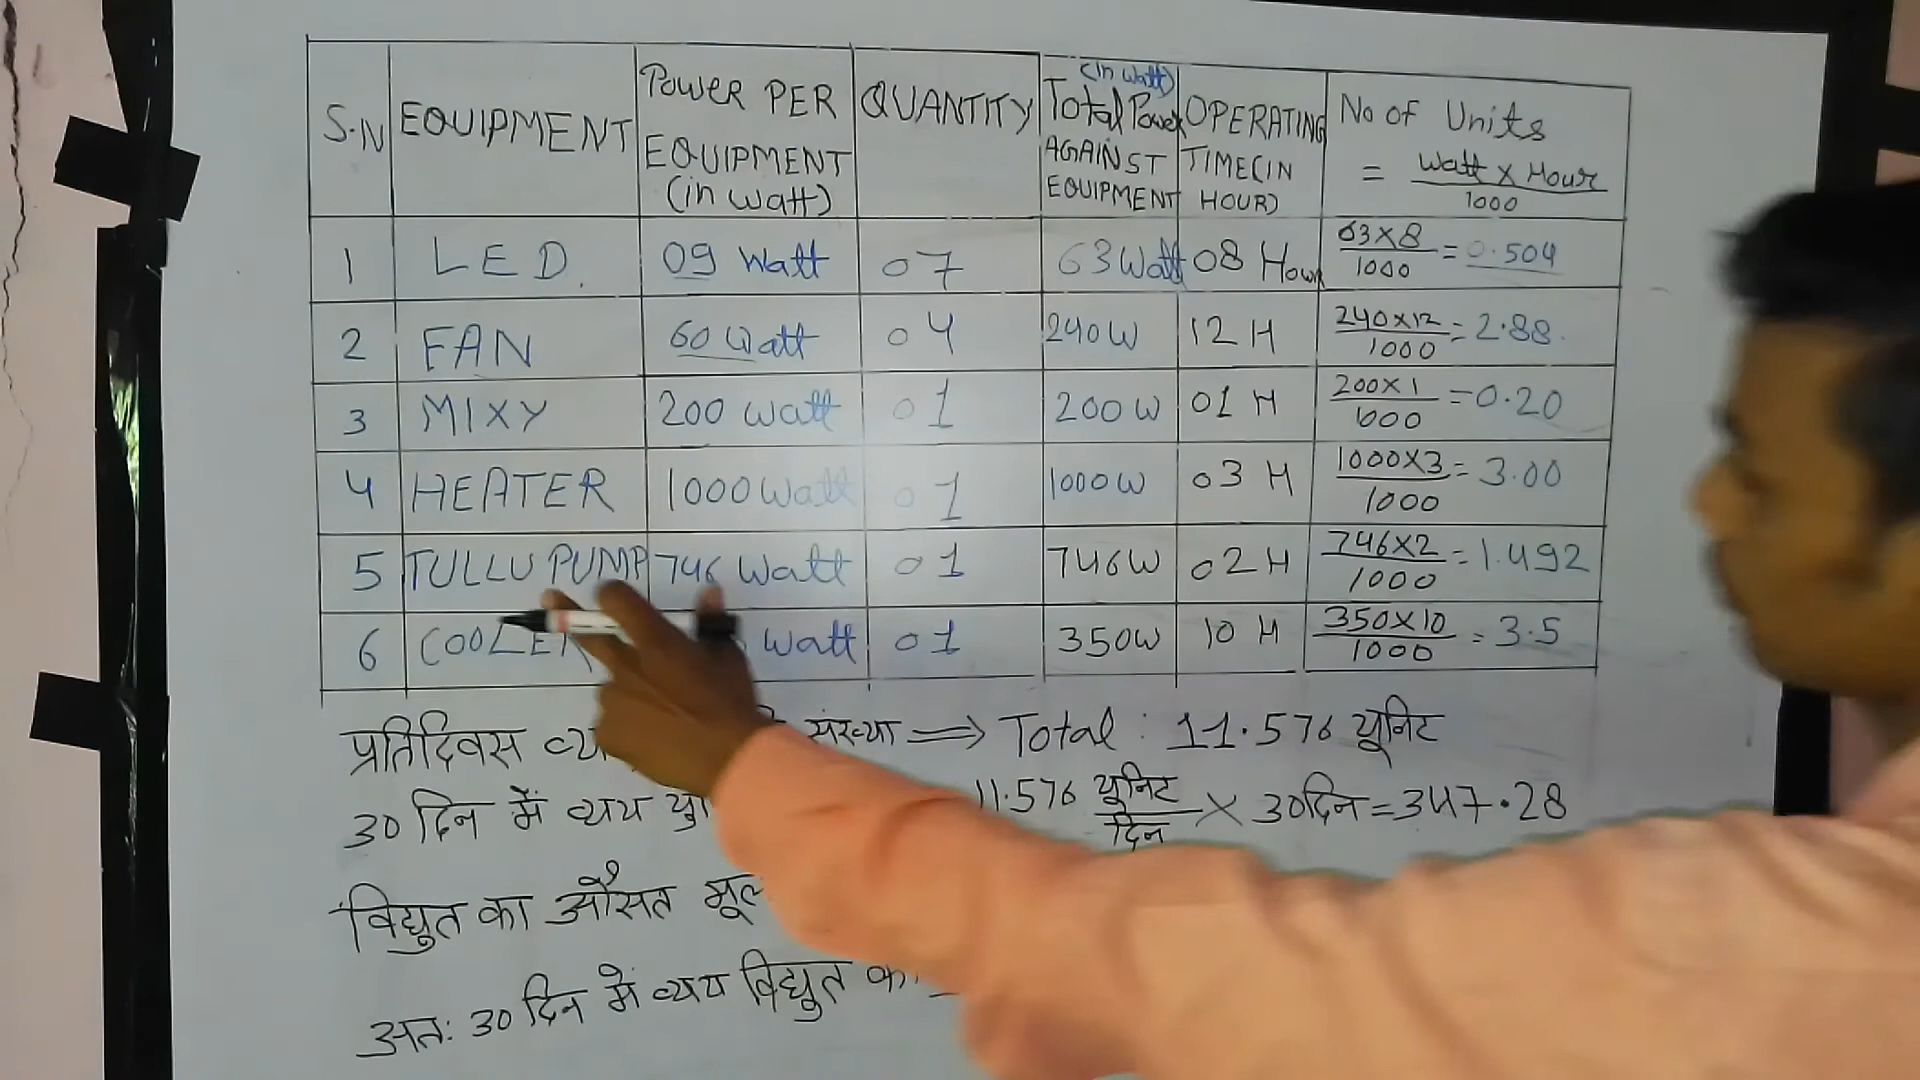 S.N EQUIPMENT Power PER EQUIPMENT (in watt) QUANTITY (in watt) Total Power AGAINST EQUIPMENT OPERATING TIME(IN HOUR) No of Units = watt x Hour / 1000
1 LED. 09 Watt 07 63 Watt 08 Hour 63x8/1000 = 0.504
2 FAN 60 Watt 04 240W 12 H 240x12/1000 = 2.88.
3 MIXY 200 watt 01 200 W 01 H 200x1/1000 = 0.20
4 HEATER 1000 Watt 01 1000W 03 H 1000x3/1000 = 3.00
5 TULLU PUMP 746 Watt 01 746W 02 H 746x2/1000 = 1.492
6 COOLER watt 01 350W 10 H 350x10/1000 = 3.5
प्रतिदिवस संख्या => Total : 11.576 यूनिट
30 दिन में व्यय 11.576 यूनिट/दिन x 30 दिन = 347.28
विद्युत का औसत
अतः 30 दिन में व्यय विद्युत का